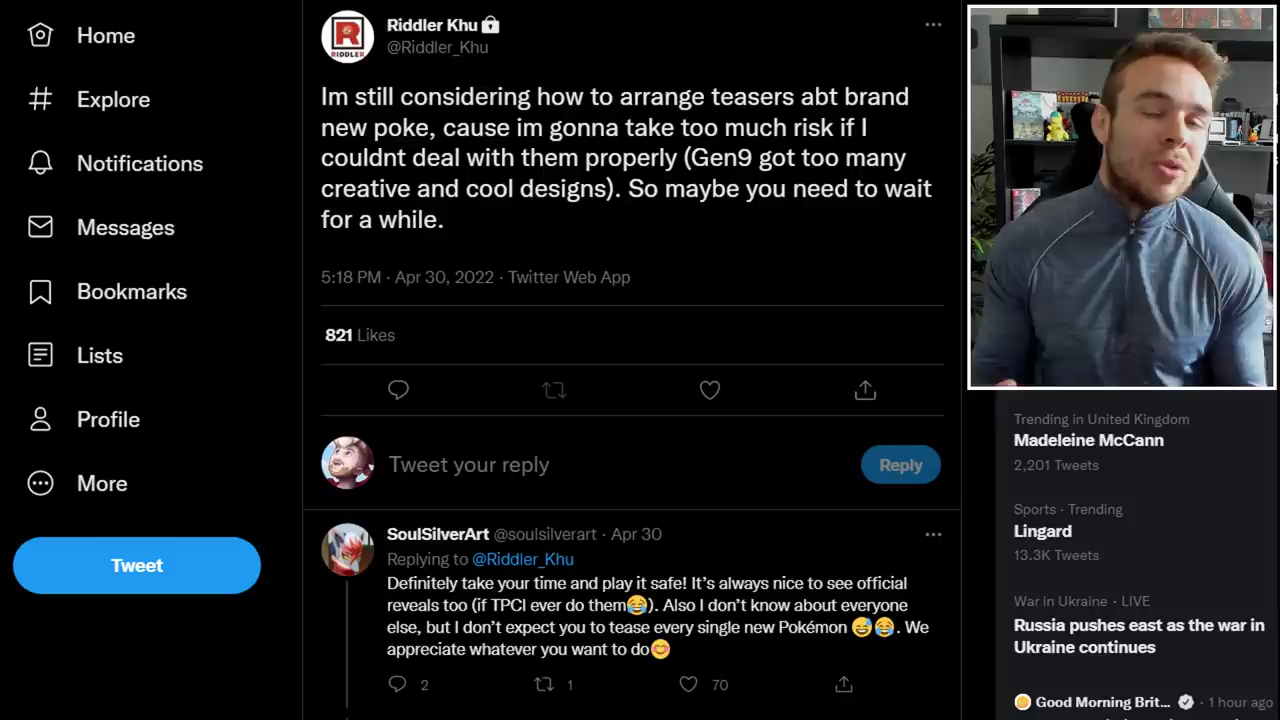 Home
Explore
Notifications
Messages
Bookmarks
Lists
Profile
More
Tweet
RIDDLER
Riddler Khu
@Riddler_Khu
Im still considering how to arrange teasers abt brand
new poke, cause im gonna take too much risk if I
couldnt deal with them properly (Gen9 got too many
creative and cool designs). So maybe you need to wait
for a while.
5:18 PM · Apr 30, 2022 · Twitter Web App
821 Likes
Tweet your reply
Reply
SoulSilverArt @soulsilverart · Apr 30
Replying to @Riddler_Khu
Definitely take your time and play it safe! It's always nice to see official
reveals too (if TPCI ever do them😂). Also I don't know about everyone
else, but I don't expect you to tease every single new Pokémon 😅😂. We
appreciate whatever you want to do😊
2
1
70
Trending in United Kingdom
Madeleine McCann
2,201 Tweets
Sports · Trending
Lingard
13.3K Tweets
War in Ukraine · LIVE
Russia pushes east as the war in
Ukraine continues
Good Morning Brit... · 1 hour ago